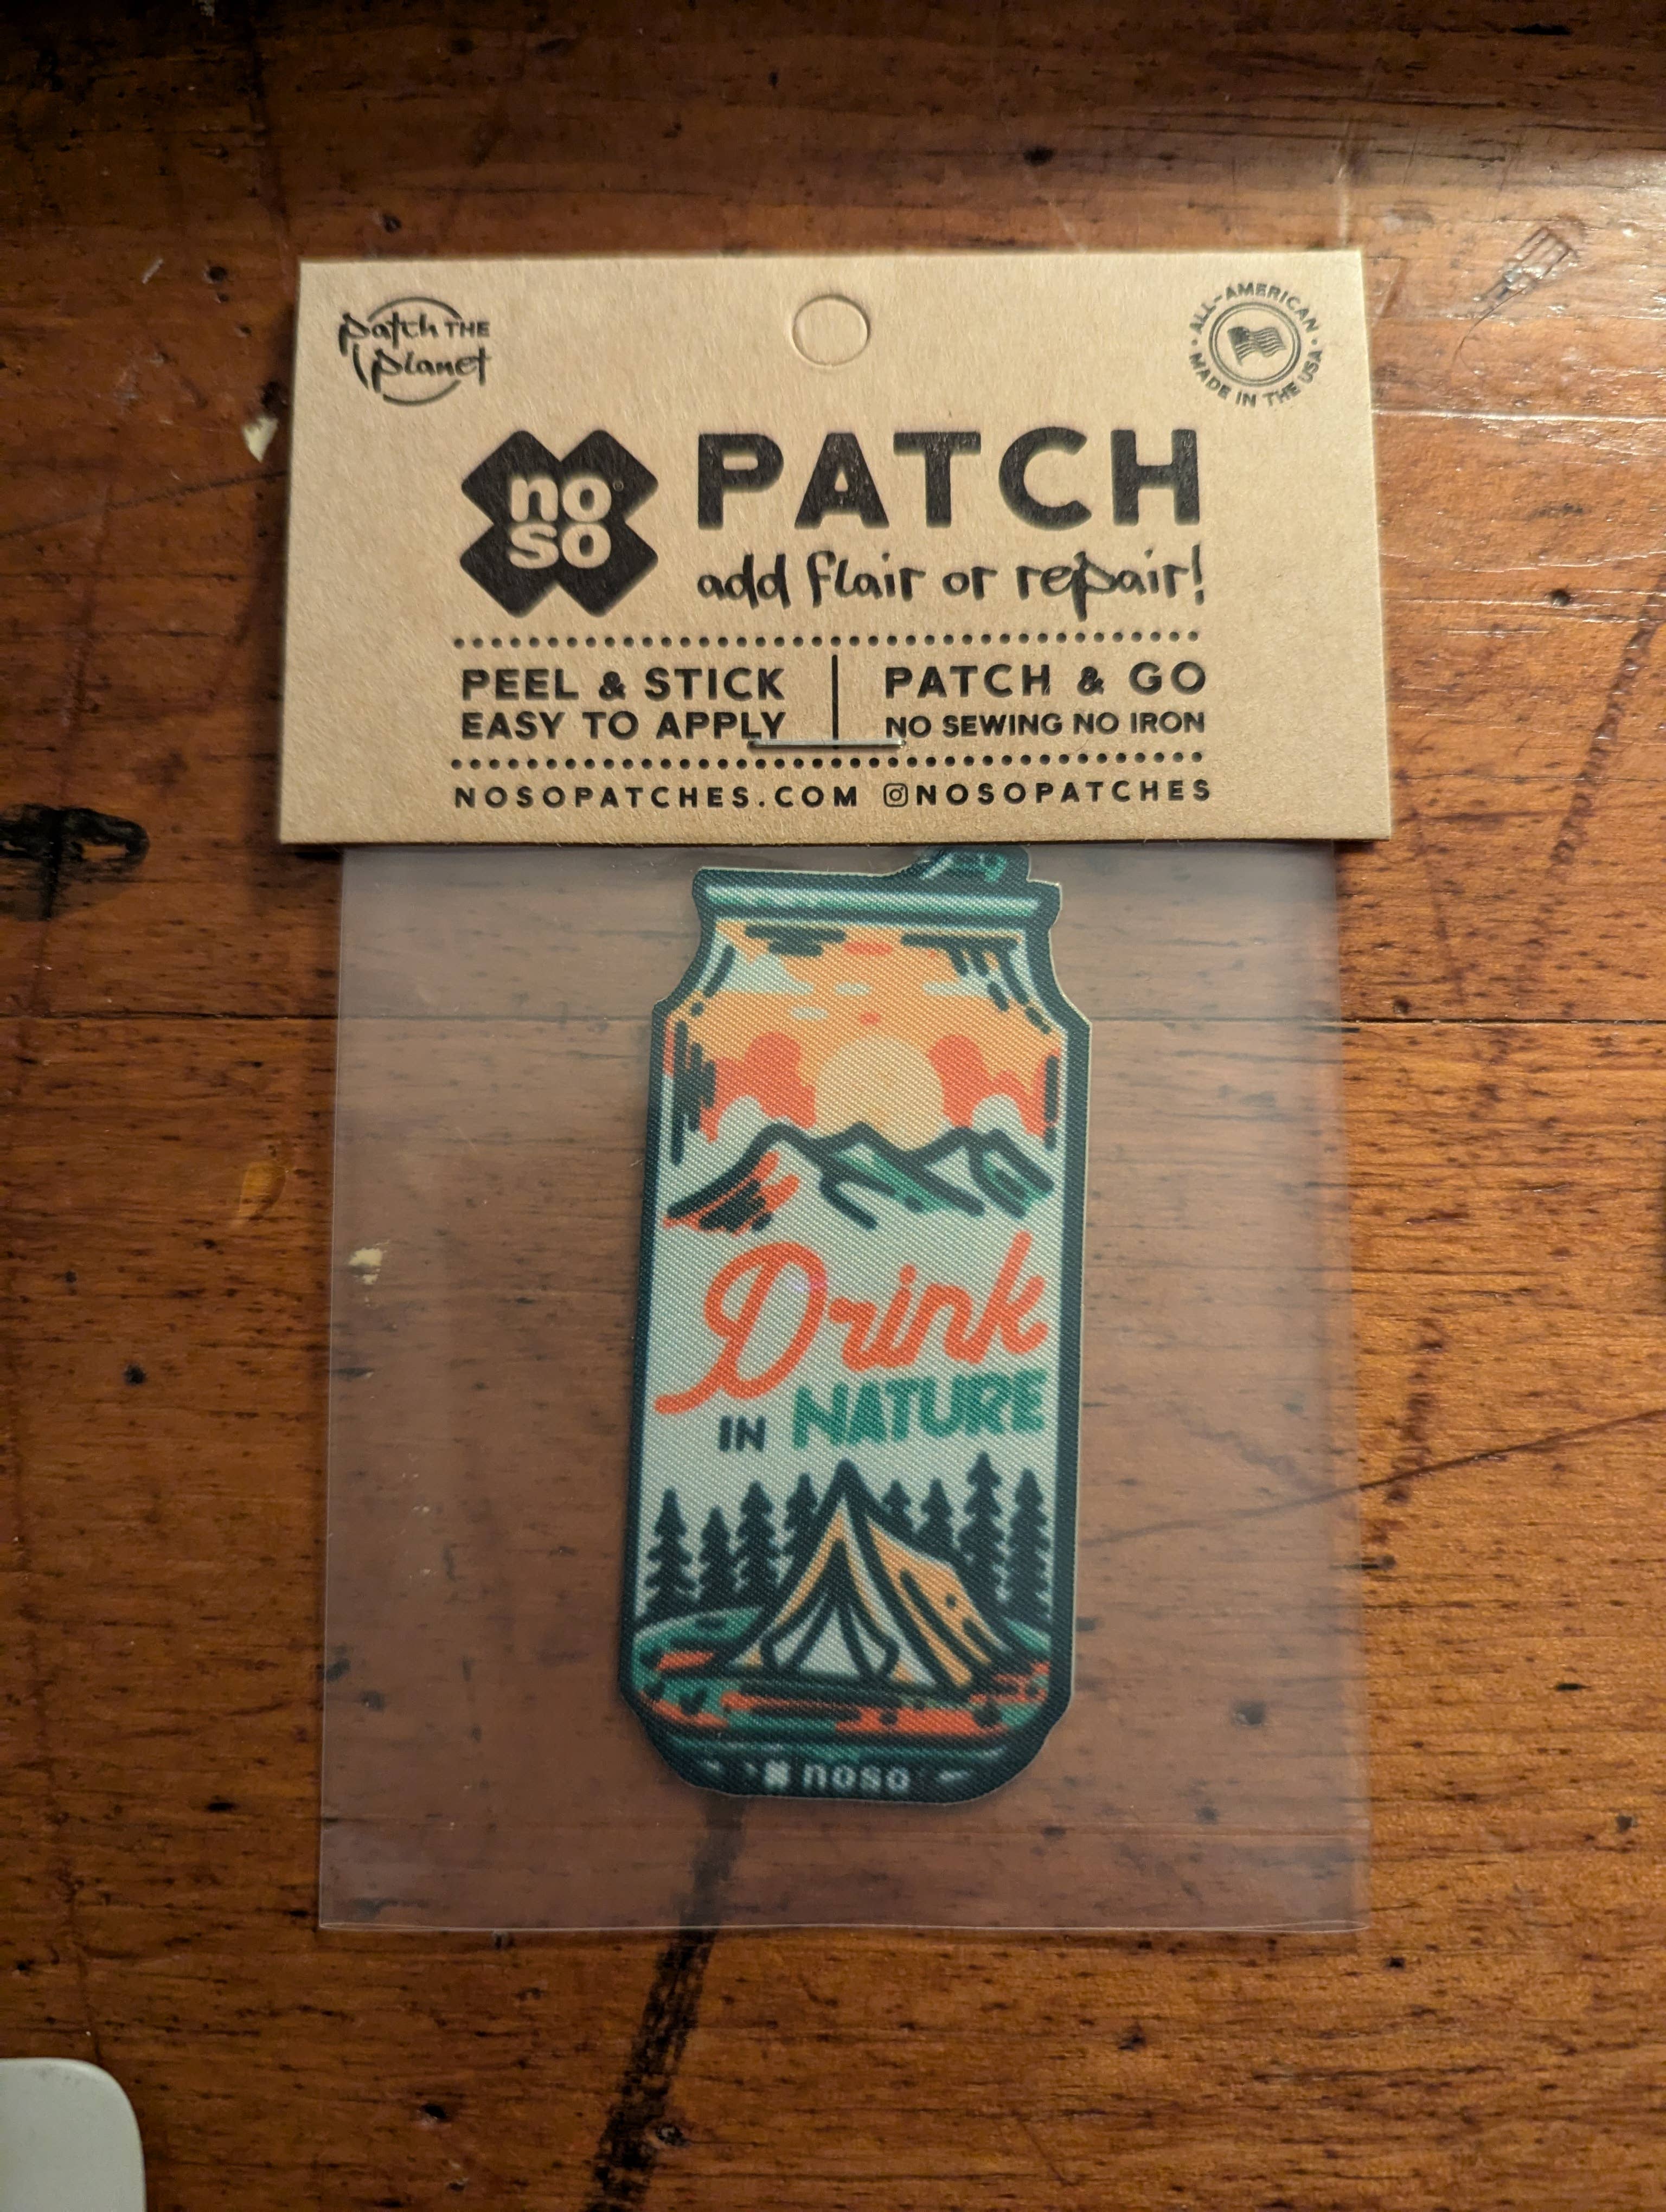 patch THE
planet
ALL-AMERICAN
MADE IN THE USA
no
so
PATCH
add flair or repair!
PEEL & STICK
EASY TO APPLY
PATCH & GO
NO SEWING NO IRON
NOSOPATCHES.COM NOSOPATCHES
Drink
IN NATURE
noso